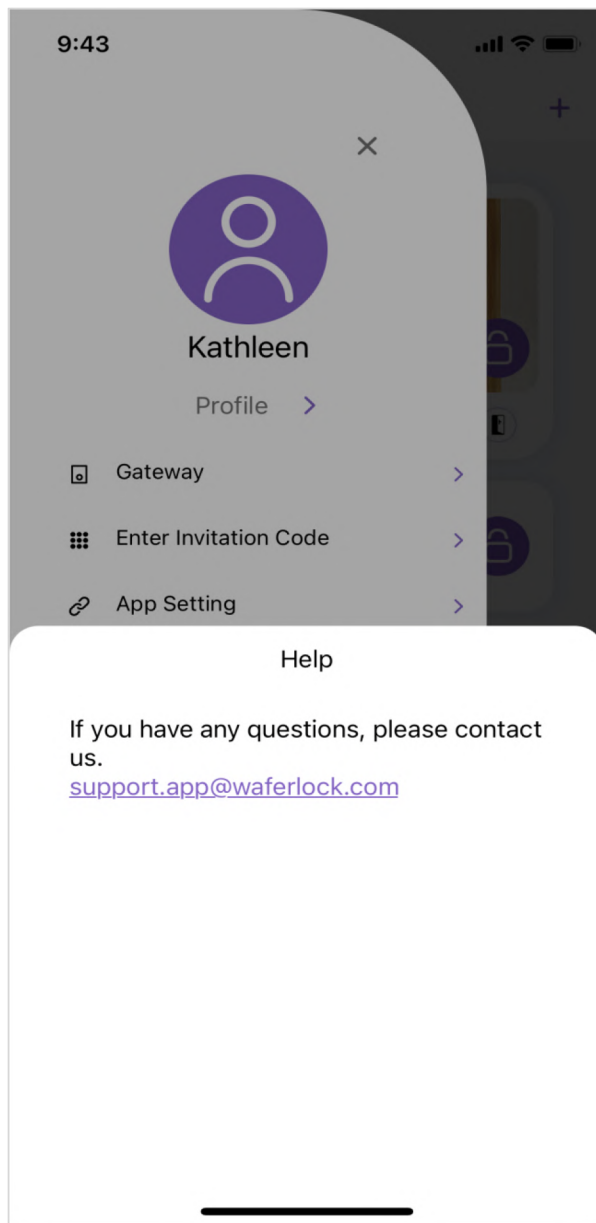 9:43
Kathleen
Profile
Gateway
Enter Invitation Code
App Setting
Help
If you have any questions, please contact
us.
support.app@waferlock.com